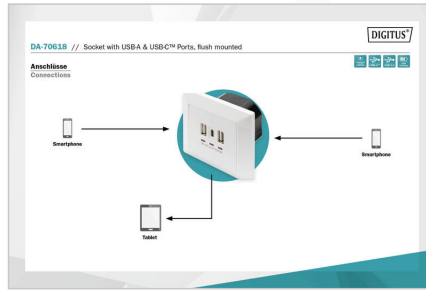 DIGITUS®
DA-70618 // Socket with USB-A & USB-C™ Ports, flush mounted
Anschlüsse
Connections
Smartphone
Smartphone
Tablet